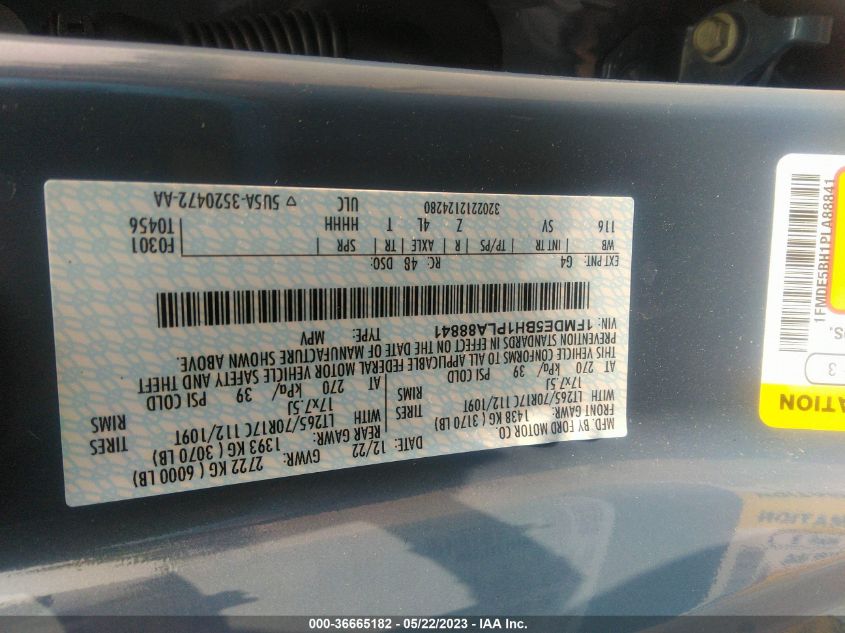 MFD. BY FORD MOTOR CO.
DATE: 12/22 GVWR: 2722 KG ( 6000 LB)
FRONT GAWR: REAR GAWR: 1393 KG ( 3070 LB)
1438 KG ( 3170 LB) WITH TIRES
LT265/70R17C 112/109T WITH LT265/70R17C 112/109T TIRES
17x7.5J RIMS 17x7.5J RIMS
AT 270 kPa/ 39 PSI COLD AT 270 kPa/ 39 PSI COLD
THIS VEHICLE CONFORMS TO ALL APPLICABLE FEDERAL MOTOR VEHICLE SAFETY AND THEFT
PREVENTION STANDARDS IN EFFECT ON THE DATE OF MANUFACTURE SHOWN ABOVE.
VIN: 1FMDE5BH1PLA88841 TYPE: MPV
EXT PNT: G4 RC: 48 DSO: F0301
WB INT TR TP/PS R AXLE TR SPR T0456
116 SV Z 4L T HHHH
3202212124280 ULC ▽ 5U5A-3520472-AA
1FMDE5BH1PLA88841
PS.
3
ATION
000-36665182 - 05/22/2023 - IAA Inc.